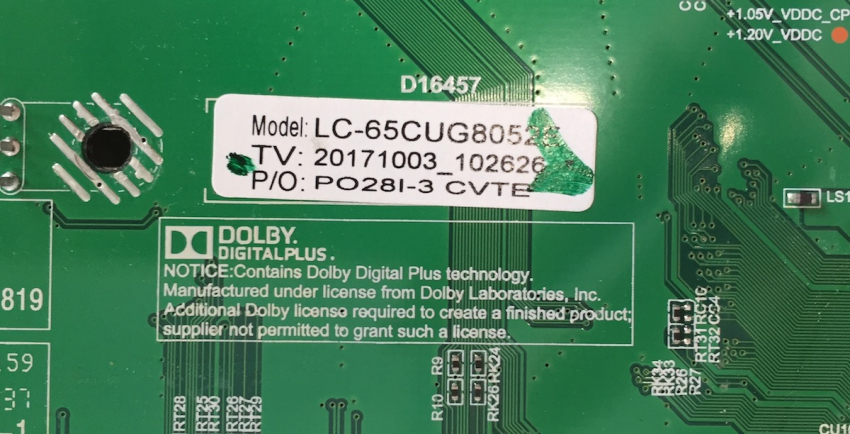 +1.05V_VDDC_CP
+1.20V_VDDC
D16457
Model: LC-65CUG8052
TV: 20171003_102626
P/O: PO28I-3 CVTE
LS1
DOLBY.
DIGITAL PLUS.
NOTICE:Contains Dolby Digital Plus technology.
Manufactured under license from Dolby Laboratories, Inc.
Additional Dolby license required to create a finished product;
supplier not permitted to grant such a license.
819
59
R9
R10
RK24
RK26
RT31
RT32
RK34
RK33
R26
R27
RT28
RT25
RT30
RT26
RT27
RT29